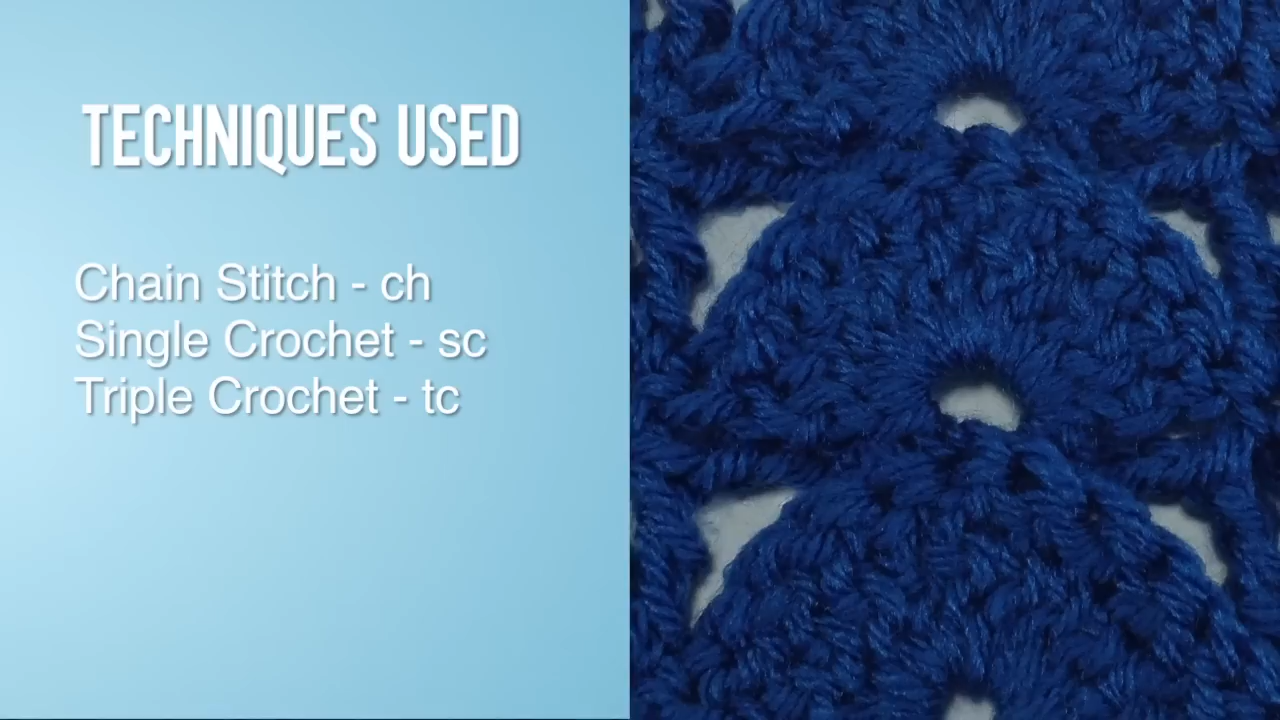 TECHNIQUES USED
Chain Stitch - ch
Single Crochet - sc
Triple Crochet - tc